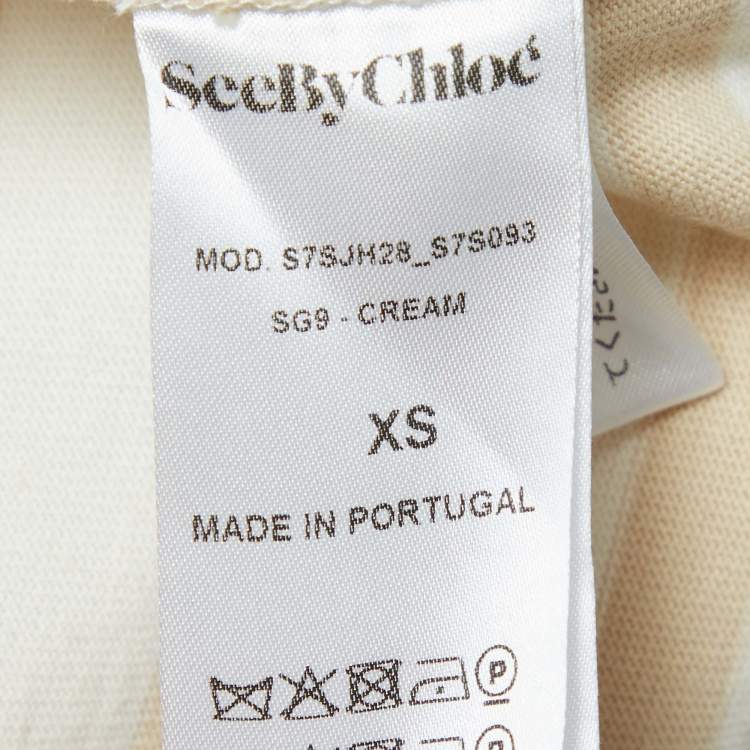 SeeByChloé
MOD. S7SJH28_S7S093
SG9 - CREAM
XS
MADE IN PORTUGAL
P